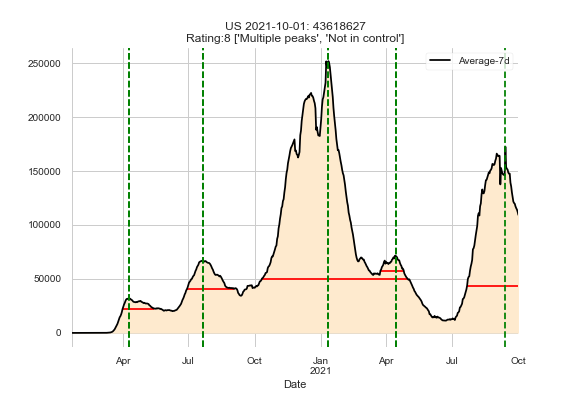 US 2021-10-01: 43618627
Rating:8 ['Multiple peaks', 'Not in control']
Average-7d
250000
200000
150000
100000
50000
0
Apr
Jul
Oct
Jan
2021
Apr
Jul
Oct
Date